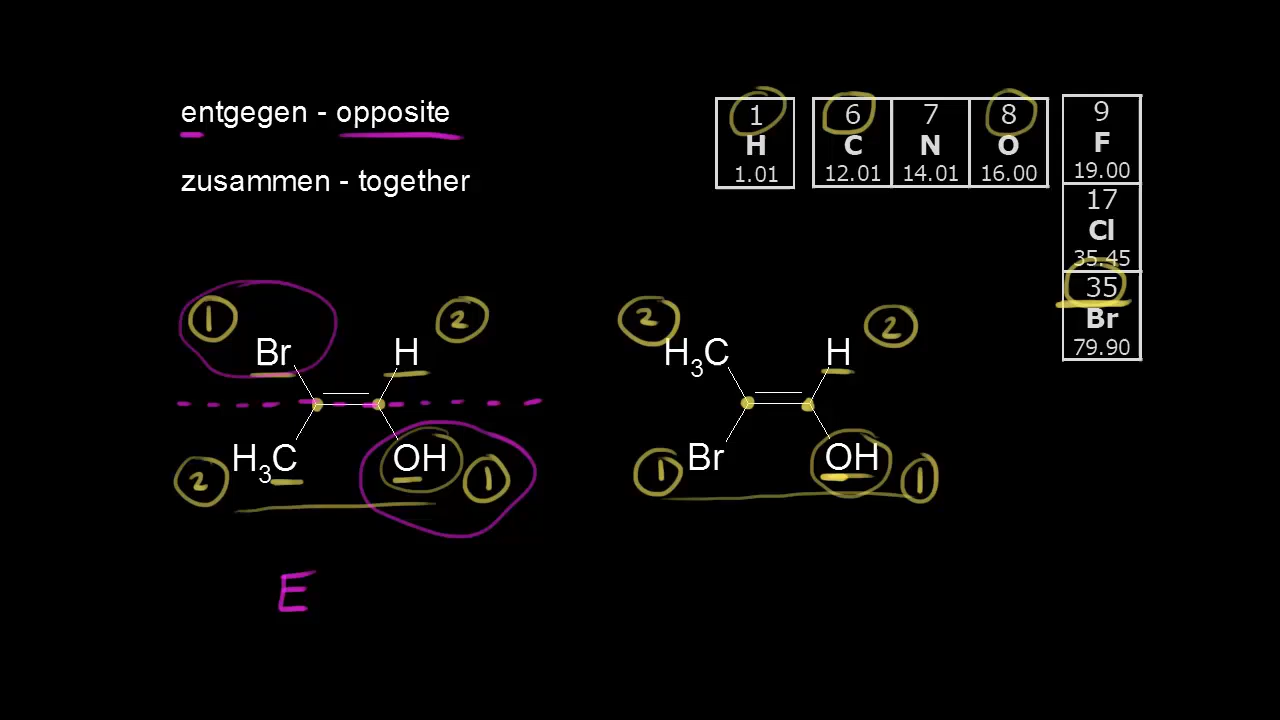 entgegen - opposite
zusammen - together
1 6 7 8 9
H C N O F
1.01 12.01 14.01 16.00 19.00
17
Cl
35.45
35
Br
79.90
1 2 2 2
Br H H3C H
H3C OH Br OH
2 1 1 1
E